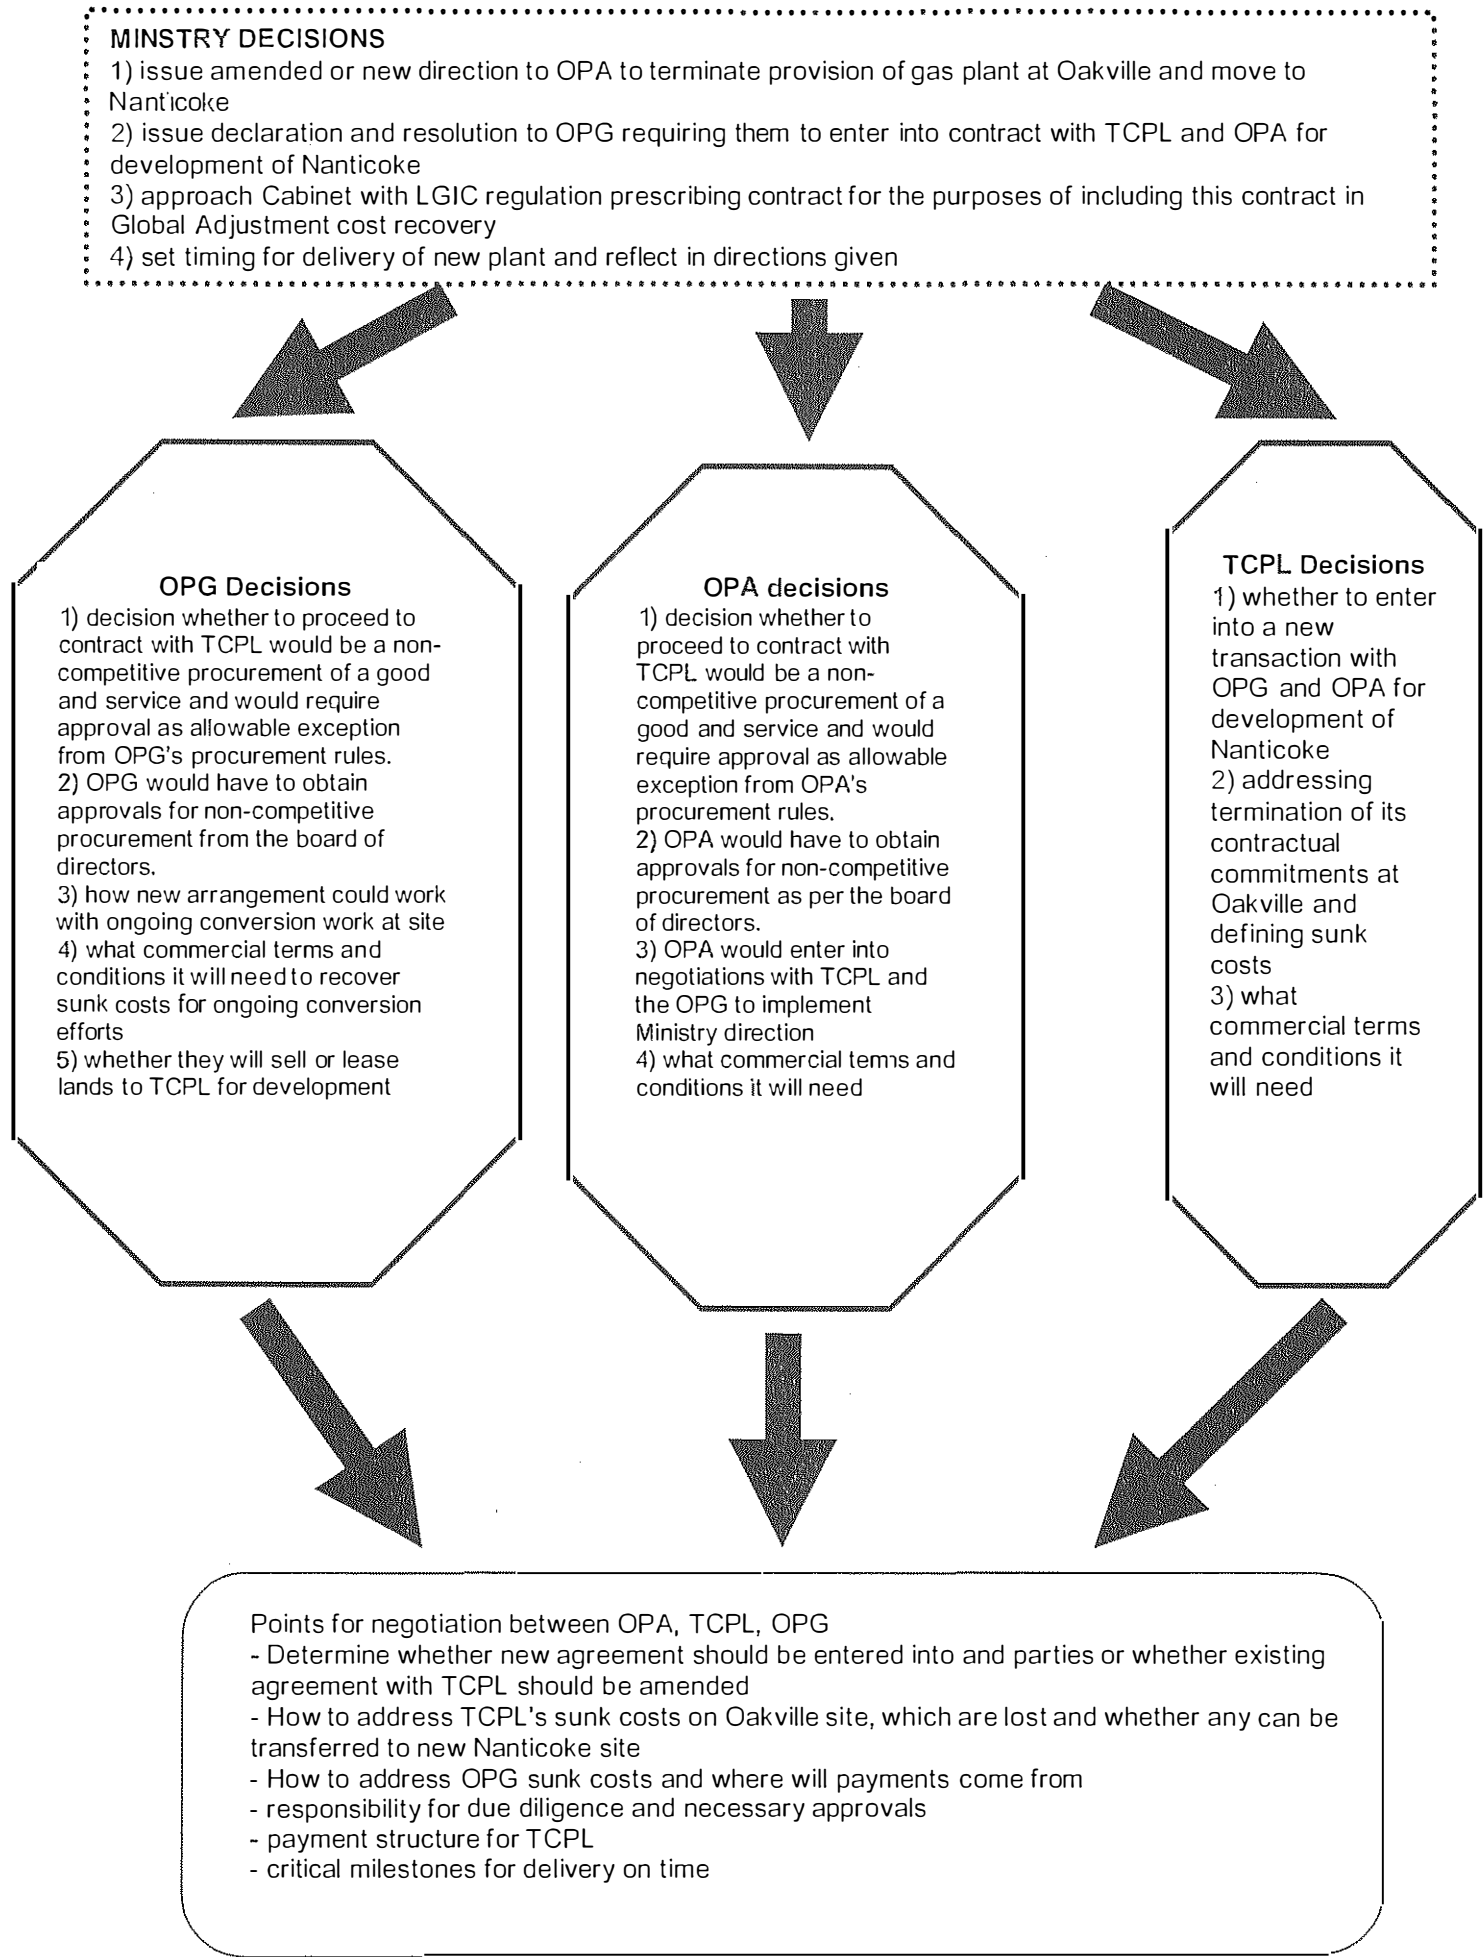 MINSTRY DECISIONS
1) issue amended or new direction to OPA to terminate provision of gas plant at Oakville and move to
Nanticoke
2) issue declaration and resolution to OPG requiring them to enter into contract with TCPL and OPA for
development of Nanticoke
3) approach Cabinet with LGIC regulation prescribing contract for the purposes of including this contract in
Global Adjustment cost recovery
4) set timing for delivery of new plant and reflect in directions given
OPG Decisions
1) decision whether to proceed to
contract with TCPL would be a non-
competitive procurement of a good
and service and would require
approval as allowable exception
from OPG's procurement rules.
2) OPG would have to obtain
approvals for non-competitive
procurement from the board of
directors.
3) how new arrangement could work
with ongoing conversion work at site
4) what commercial terms and
conditions it will need to recover
sunk costs for ongoing conversion
efforts
5) whether they will sell or lease
lands to TCPL for development
OPA decisions
1) decision whether to
proceed to contract with
TCPL would be a non-
competitive procurement of a
good and service and would
require approval as allowable
exception from OPA's
procurement rules.
2) OPA would have to obtain
approvals for non-competitive
procurement as per the board
of directors.
3) OPA would enter into
negotiations with TCPL and
the OPG to implement
Ministry direction
4) what commercial terms and
conditions it will need
TCPL Decisions
1) whether to enter
into a new
transaction with
OPG and OPA for
development of
Nanticoke
2) addressing
termination of its
contractual
commitments at
Oakville and
defining sunk
costs
3) what
commercial terms
and conditions it
will need
Points for negotiation between OPA, TCPL, OPG
- Determine whether new agreement should be entered into and parties or whether existing
agreement with TCPL should be amended
- How to address TCPL's sunk costs on Oakville site, which are lost and whether any can be
transferred to new Nanticoke site
- How to address OPG sunk costs and where will payments come from
- responsibility for due diligence and necessary approvals
- payment structure for TCPL
- critical milestones for delivery on time